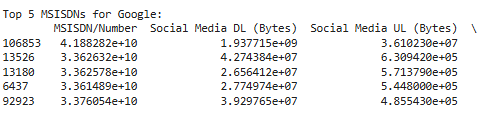 Top 5 MSISDNs for Google:
MSISDN/Number Social Media DL (Bytes) Social Media UL (Bytes) \
106853 4.188282e+10 1.937715e+09 3.610230e+07
13526 3.362632e+10 4.274384e+07 6.309420e+05
13180 3.362578e+10 2.656412e+07 5.713790e+05
6437 3.361489e+10 2.774974e+07 5.448000e+05
92923 3.376054e+10 3.929765e+07 4.855430e+05